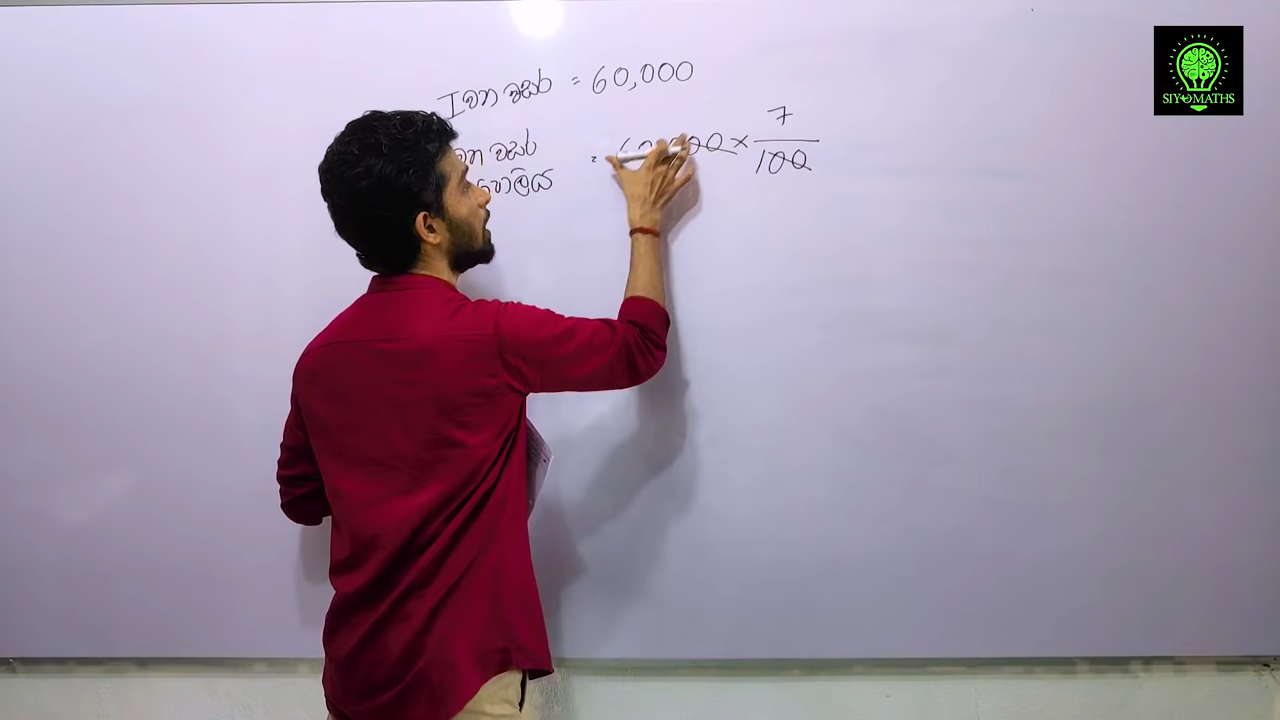 I වන වසර = 60,000
වන වසර
පොලිය = × 7/100
SIYOMATHS